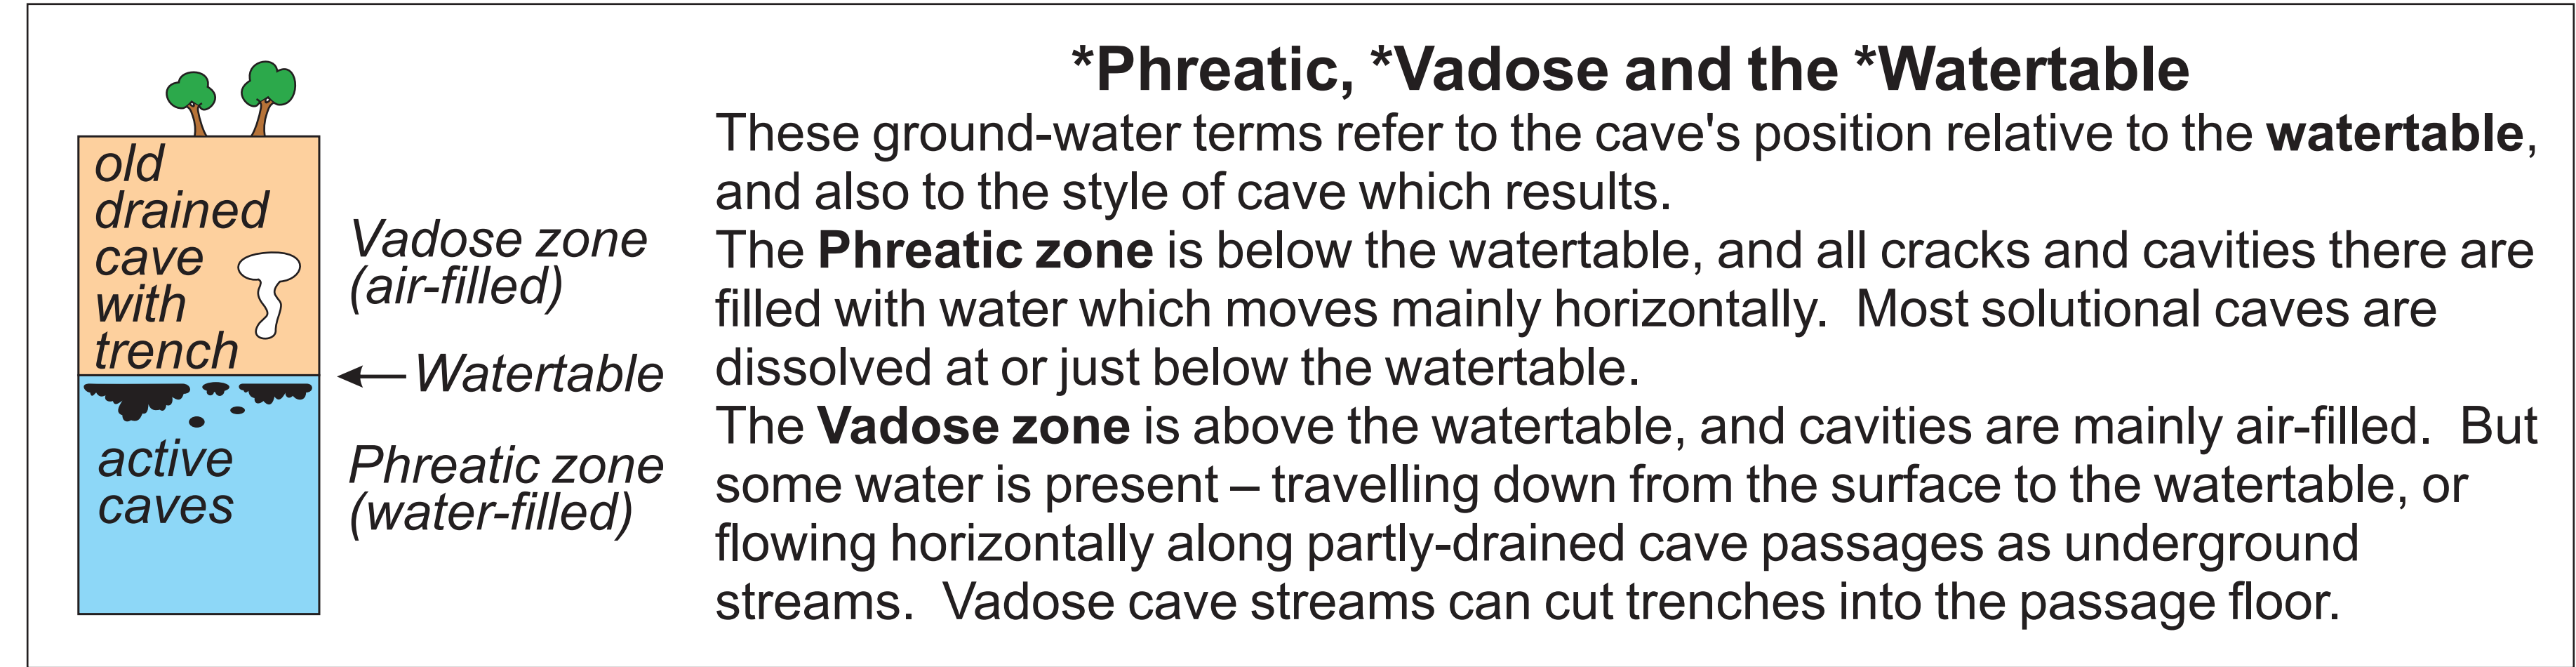 *Phreatic, *Vadose and the *Watertable
These ground-water terms refer to the cave's position relative to the watertable,
and also to the style of cave which results.
The Phreatic zone is below the watertable, and all cracks and cavities there are
filled with water which moves mainly horizontally.  Most solutional caves are
dissolved at or just below the watertable.
The Vadose zone is above the watertable, and cavities are mainly air-filled.  But
some water is present – travelling down from the surface to the watertable, or
flowing horizontally along partly-drained cave passages as underground
streams.  Vadose cave streams can cut trenches into the passage floor.
old
drained
cave
with
trench
active
caves
Vadose zone
(air-filled)
Watertable
Phreatic zone
(water-filled)